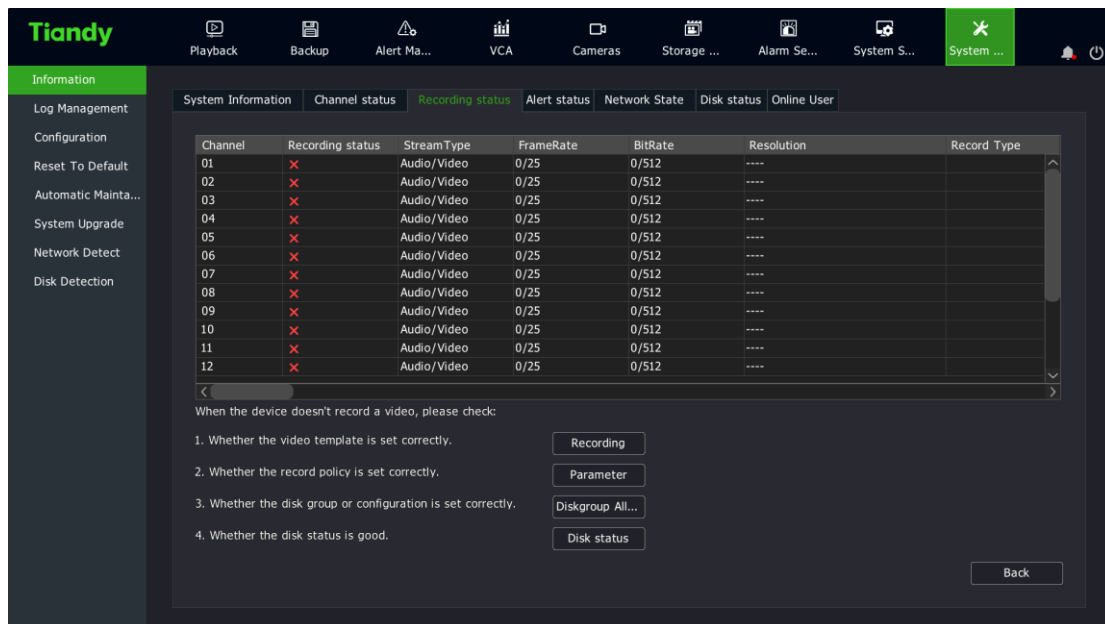 Tiandy
Playback Backup Alert Ma... VCA Cameras Storage ... Alarm Se... System S... System ...
Information
Log Management
Configuration
Reset To Default
Automatic Mainta...
System Upgrade
Network Detect
Disk Detection
System Information Channel status Recording status Alert status Network State Disk status Online User
Channel Recording status StreamType FrameRate BitRate Resolution Record Type
01 Audio/Video 0/25 0/512 ----
02 Audio/Video 0/25 0/512 ----
03 Audio/Video 0/25 0/512 ----
04 Audio/Video 0/25 0/512 ----
05 Audio/Video 0/25 0/512 ----
06 Audio/Video 0/25 0/512 ----
07 Audio/Video 0/25 0/512 ----
08 Audio/Video 0/25 0/512 ----
09 Audio/Video 0/25 0/512 ----
10 Audio/Video 0/25 0/512 ----
11 Audio/Video 0/25 0/512 ----
12 Audio/Video 0/25 0/512 ----
When the device doesn't record a video, please check:
1. Whether the video template is set correctly. Recording
2. Whether the record policy is set correctly. Parameter
3. Whether the disk group or configuration is set correctly. Diskgroup All...
4. Whether the disk status is good. Disk status
Back